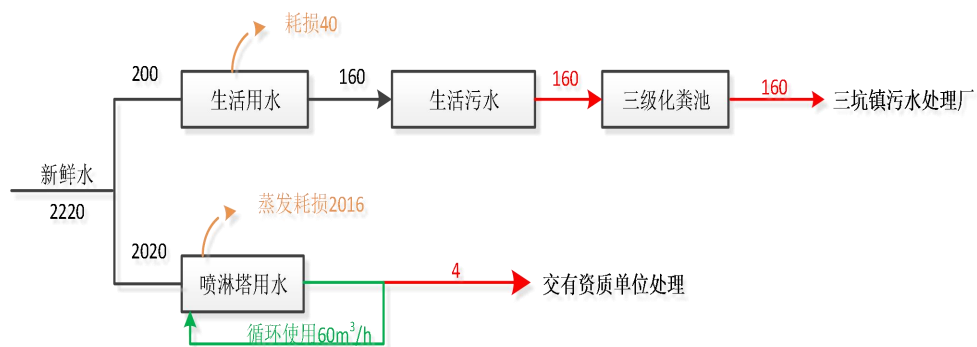 耗损40
200
生活用水
160
生活污水
160
三级化粪池
160
三坑镇污水处理厂
新鲜水
2220
蒸发耗损2016
2020
喷淋塔用水
4
交有资质单位处理
循环使用60m³/h